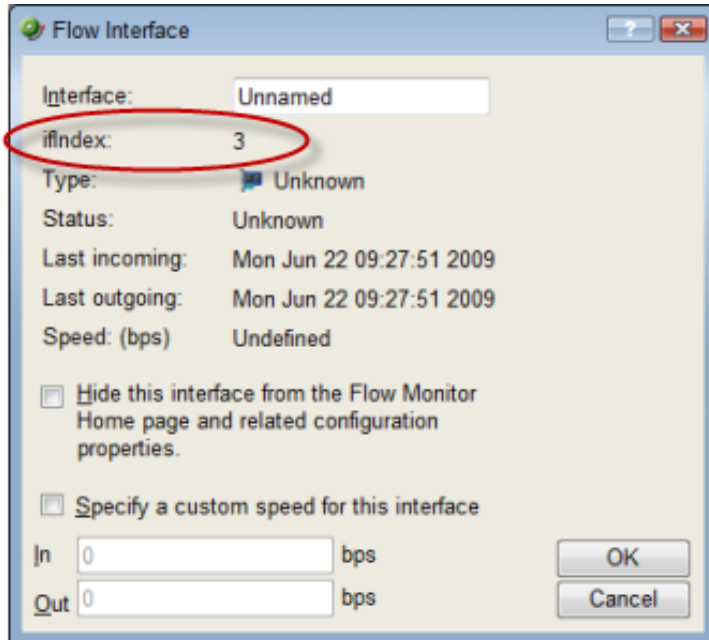 Flow Interface
Interface: Unnamed
ifIndex: 3
Type: Unknown
Status: Unknown
Last incoming: Mon Jun 22 09:27:51 2009
Last outgoing: Mon Jun 22 09:27:51 2009
Speed: (bps) Undefined
Hide this interface from the Flow Monitor
Home page and related configuration
properties.
Specify a custom speed for this interface
In 0 bps
OK
Out 0 bps
Cancel